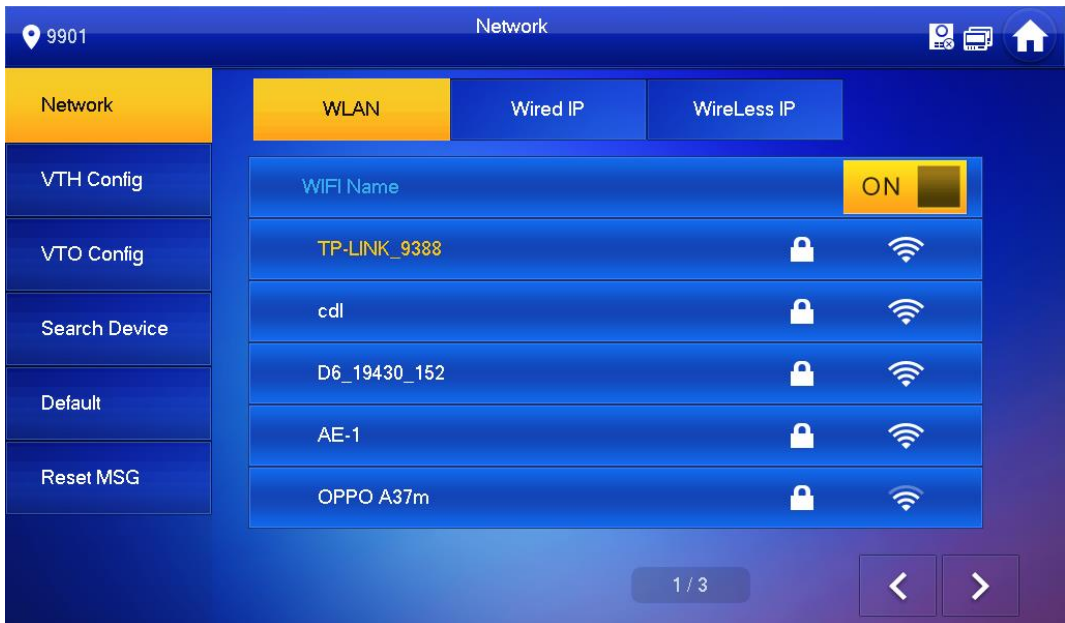 9901
Network
Network
WLAN
Wired IP
WireLess IP
VTH Config
WIFI Name
ON
VTO Config
TP-LINK_9388
Search Device
cdl
D6_19430_152
Default
AE-1
Reset MSG
OPPO A37m
1 / 3